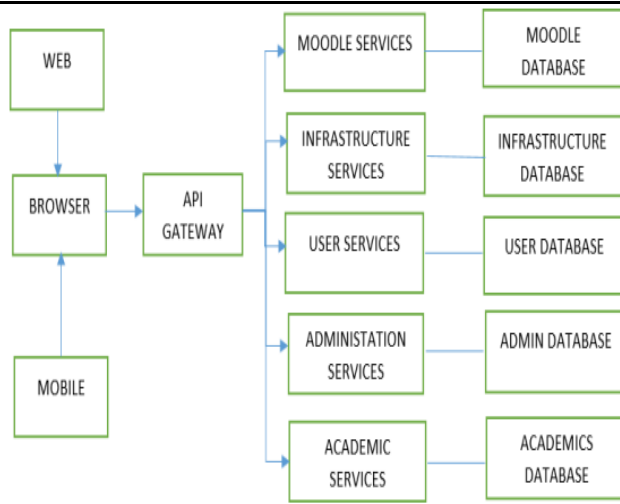 WEB
BROWSER
MOBILE
API
GATEWAY
MOODLE SERVICES
MOODLE
DATABASE
INFRASTRUCTURE
SERVICES
INFRASTRUCTURE
DATABASE
USER SERVICES
USER DATABASE
ADMINISTATION
SERVICES
ADMIN DATABASE
ACADEMIC
SERVICES
ACADEMICS
DATABASE